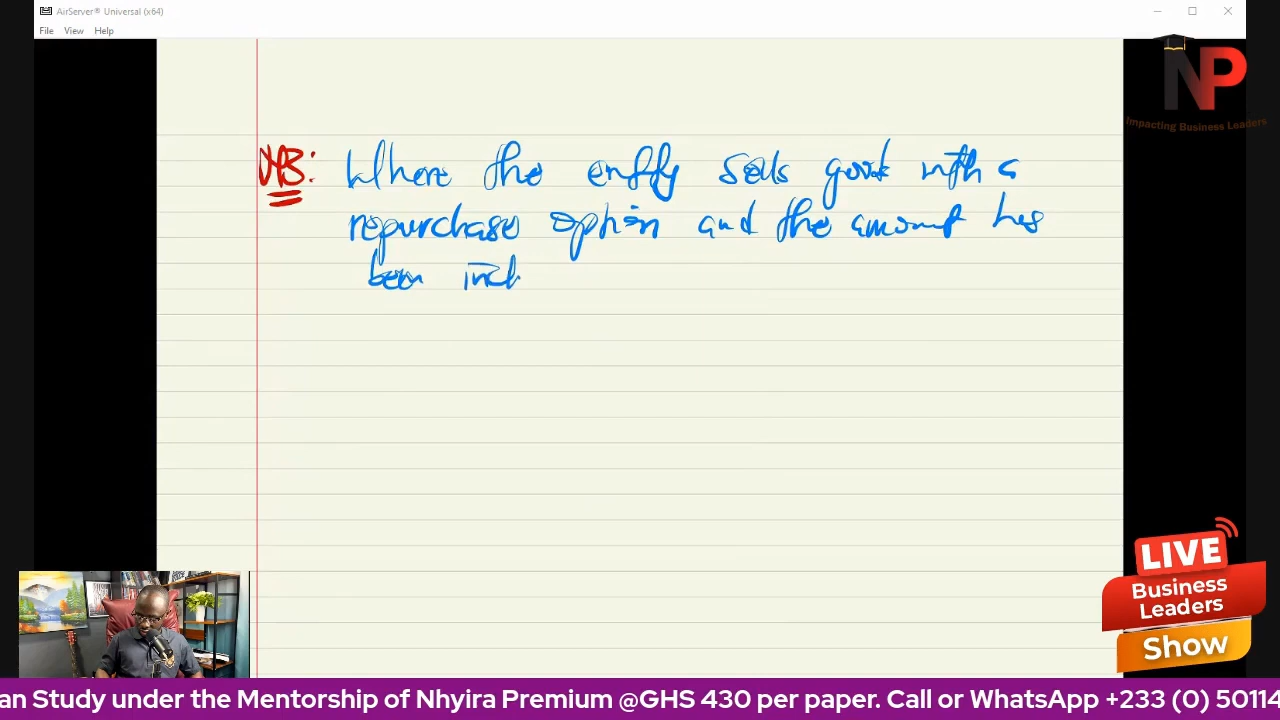 AirServer® Universal (x64)
File View Help
NP
Impacting Business Leaders
NB: Where the entity sells goods with a
repurchase option and the amount has
been incl
LIVE
Business
Leaders
Show
an Study under the Mentorship of Nhyira Premium @GHS 430 per paper. Call or WhatsApp +233 (0) 50114